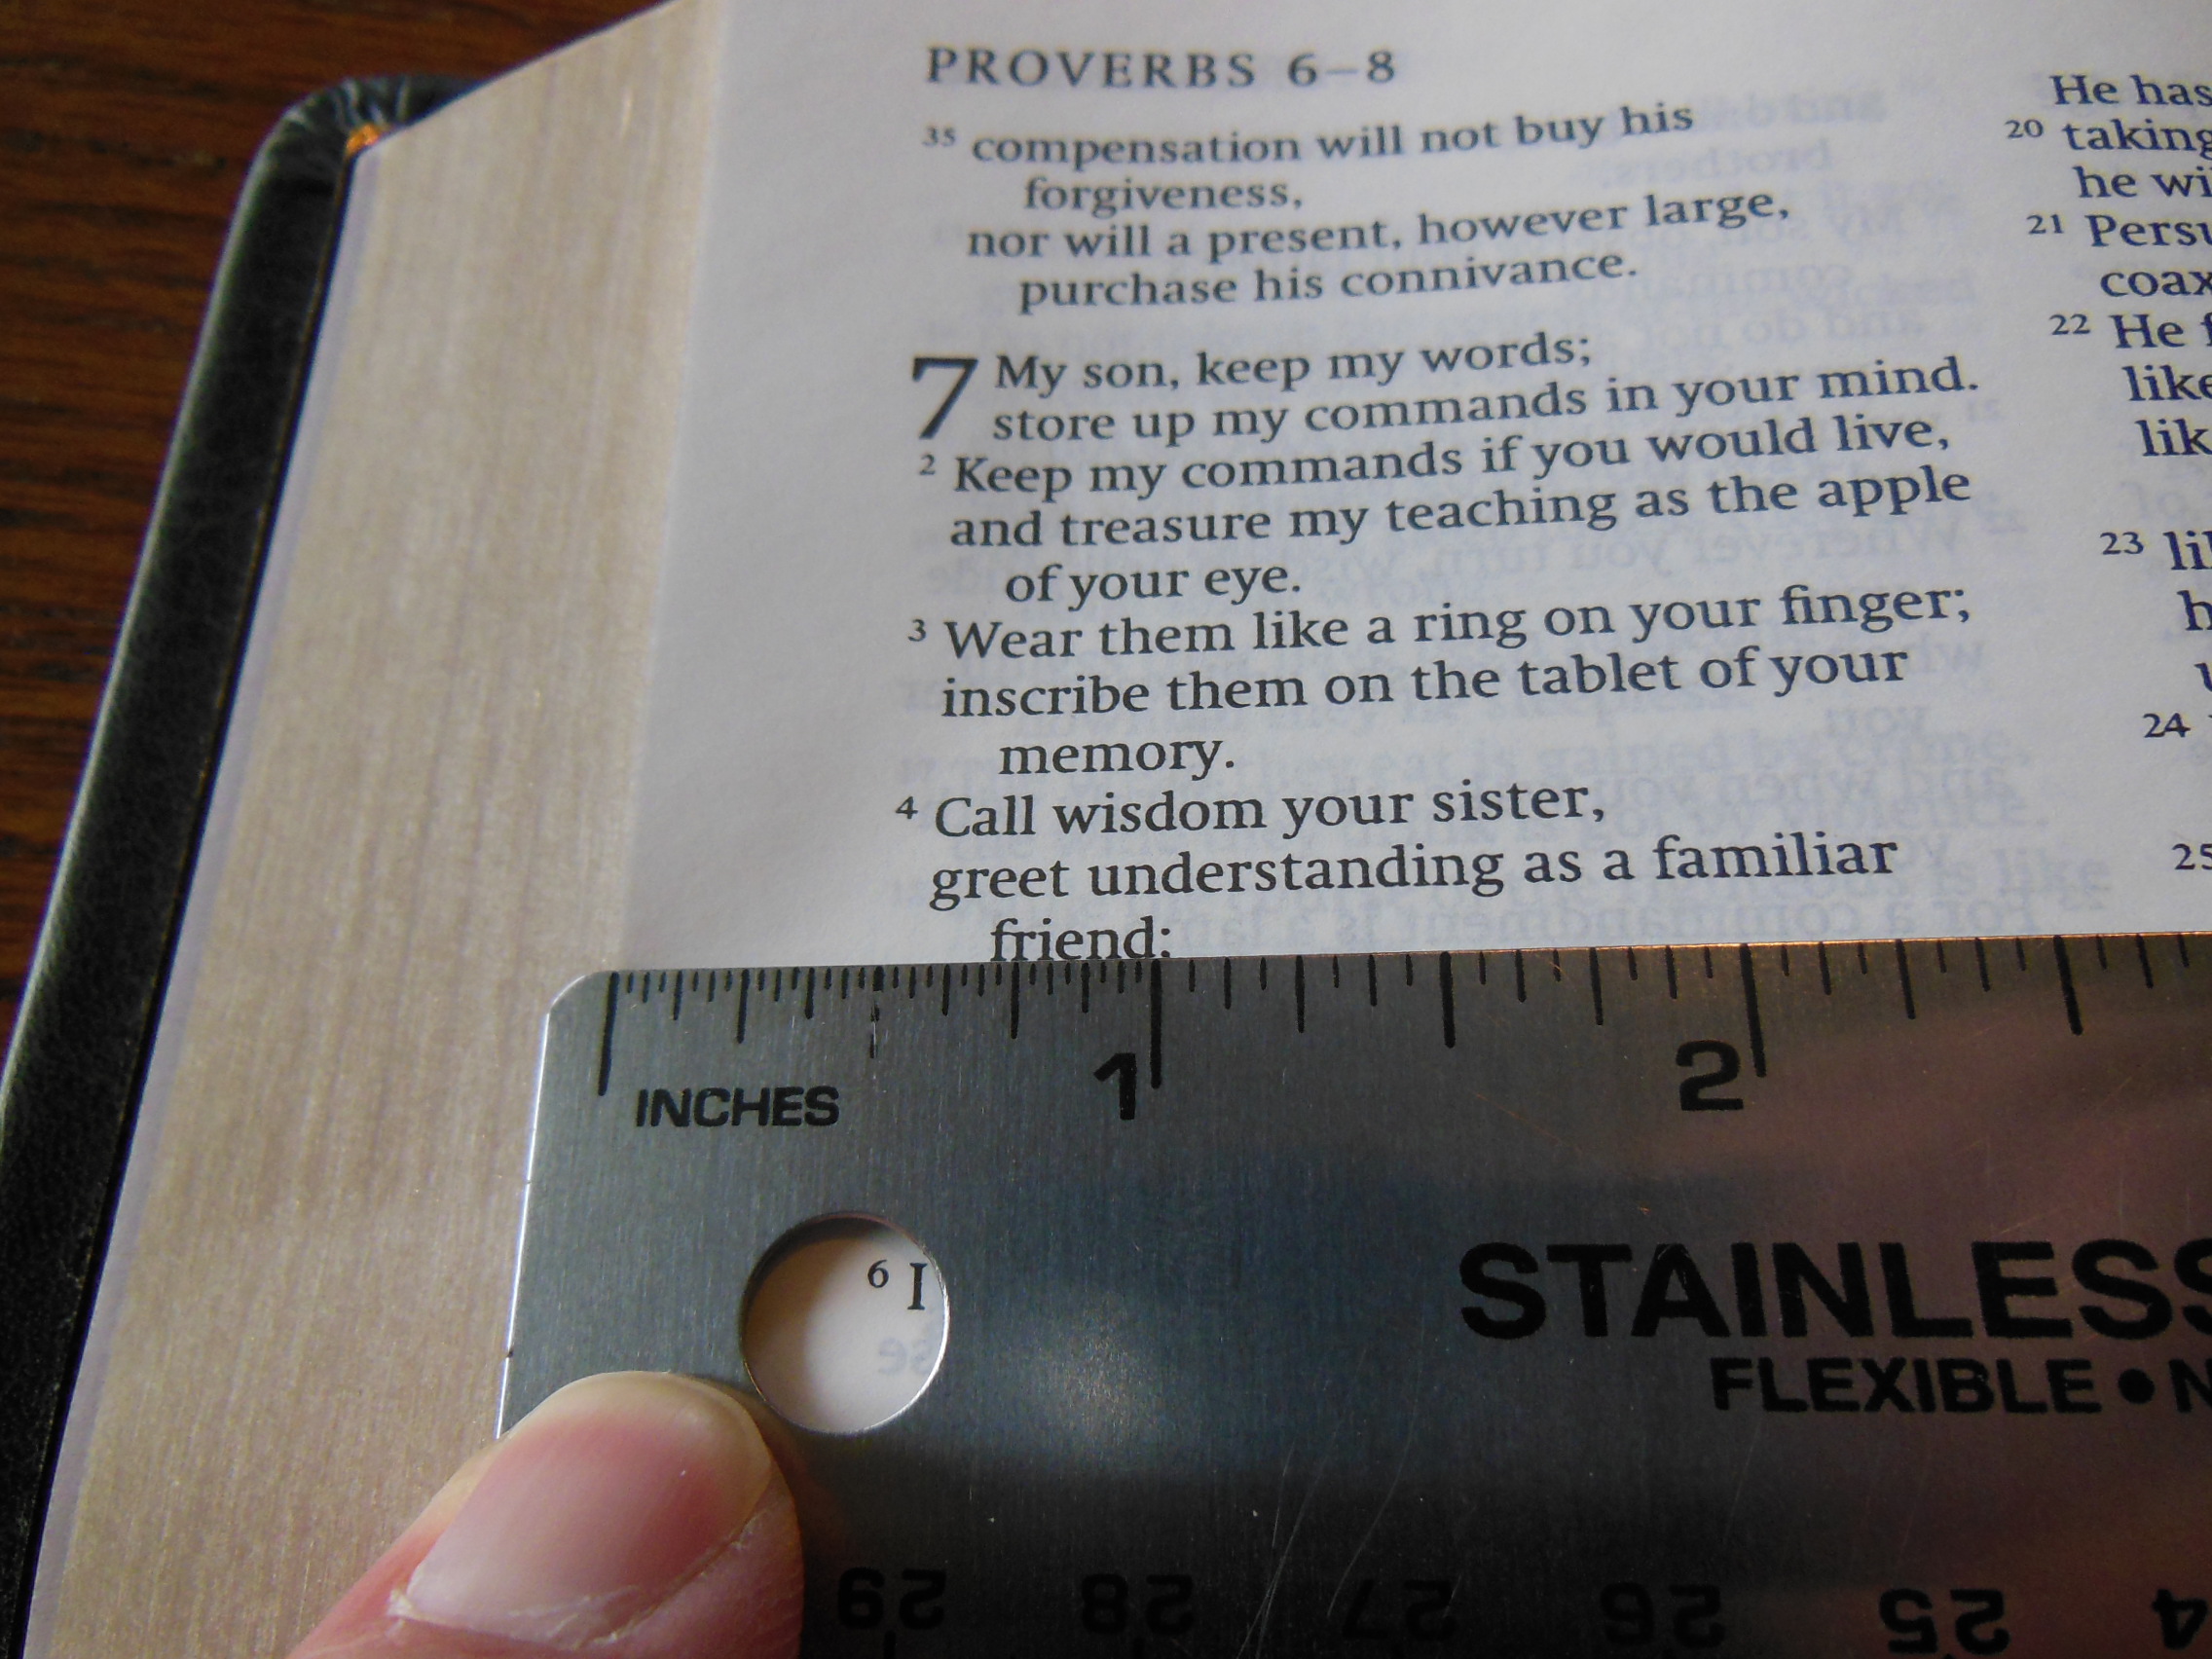 PROVERBS 6–8
35 compensation will not buy his
forgiveness,
nor will a present, however large,
purchase his connivance.
7 My son, keep my words;
store up my commands in your mind.
2 Keep my commands if you would live,
and treasure my teaching as the apple
of your eye.
3 Wear them like a ring on your finger;
inscribe them on the tablet of your
memory.
4 Call wisdom your sister,
greet understanding as a familiar
friend;
He has
20 taking
he
21
22 He
like
23
24
25
INCHES
1 2
6 I
STAINLESS
FLEXIBLE •
29 28 27 26 25